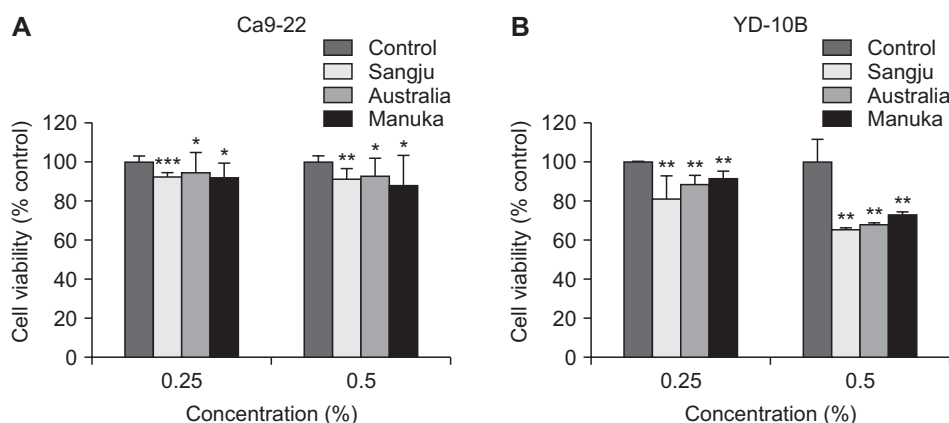 A
Ca9-22
Control
Sangju
Australia
Manuka
Cell viability (% control)
120
100
80
60
40
20
0
*** * *
** * *
0.25 0.5
Concentration (%)
B
YD-10B
Control
Sangju
Australia
Manuka
Cell viability (% control)
120
100
80
60
40
20
0
** ** **
** ** **
0.25 0.5
Concentration (%)